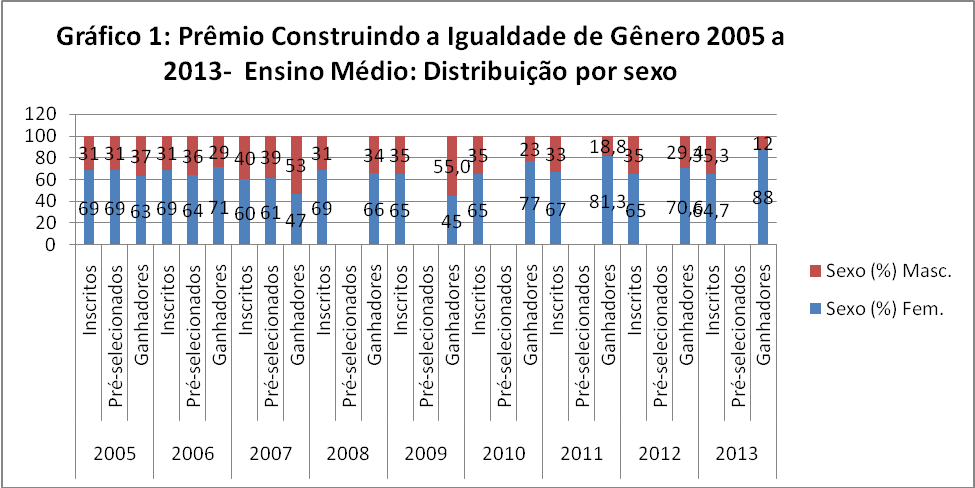 Gráfico 1: Prêmio Construindo a Igualdade de Gênero 2005 a
2013- Ensino Médio: Distribuição por sexo
120
100
80
60
40
20
0
31 31 37 31 36 29 40 39 53 31 34 35 55,0 35 23 33 18,8 35 29,4 35,3 12
69 69 63 69 64 71 60 61 47 69 66 65 45 65 77 67 81,3 65 70,6 64,7 88
Inscritos
Pré-selecionados
Ganhadores
Inscritos
Pré-selecionados
Ganhadores
Inscritos
Pré-selecionados
Ganhadores
Inscritos
Pré-selecionados
Ganhadores
Inscritos
Pré-selecionados
Ganhadores
Inscritos
Pré-selecionados
Ganhadores
Inscritos
Pré-selecionados
Ganhadores
Inscritos
Pré-selecionados
Ganhadores
Inscritos
Pré-selecionados
Ganhadores
2005 2006 2007 2008 2009 2010 2011 2012 2013
Sexo (%) Masc.
Sexo (%) Fem.